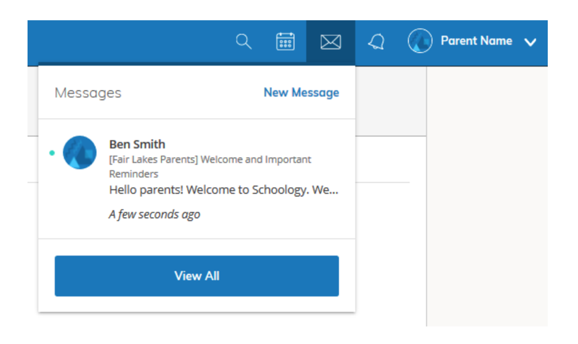 Parent Name
Messages
New Message
Ben Smith
[Fair Lakes Parents] Welcome and Important
Reminders
Hello parents! Welcome to Schoology. We...
A few seconds ago
View All